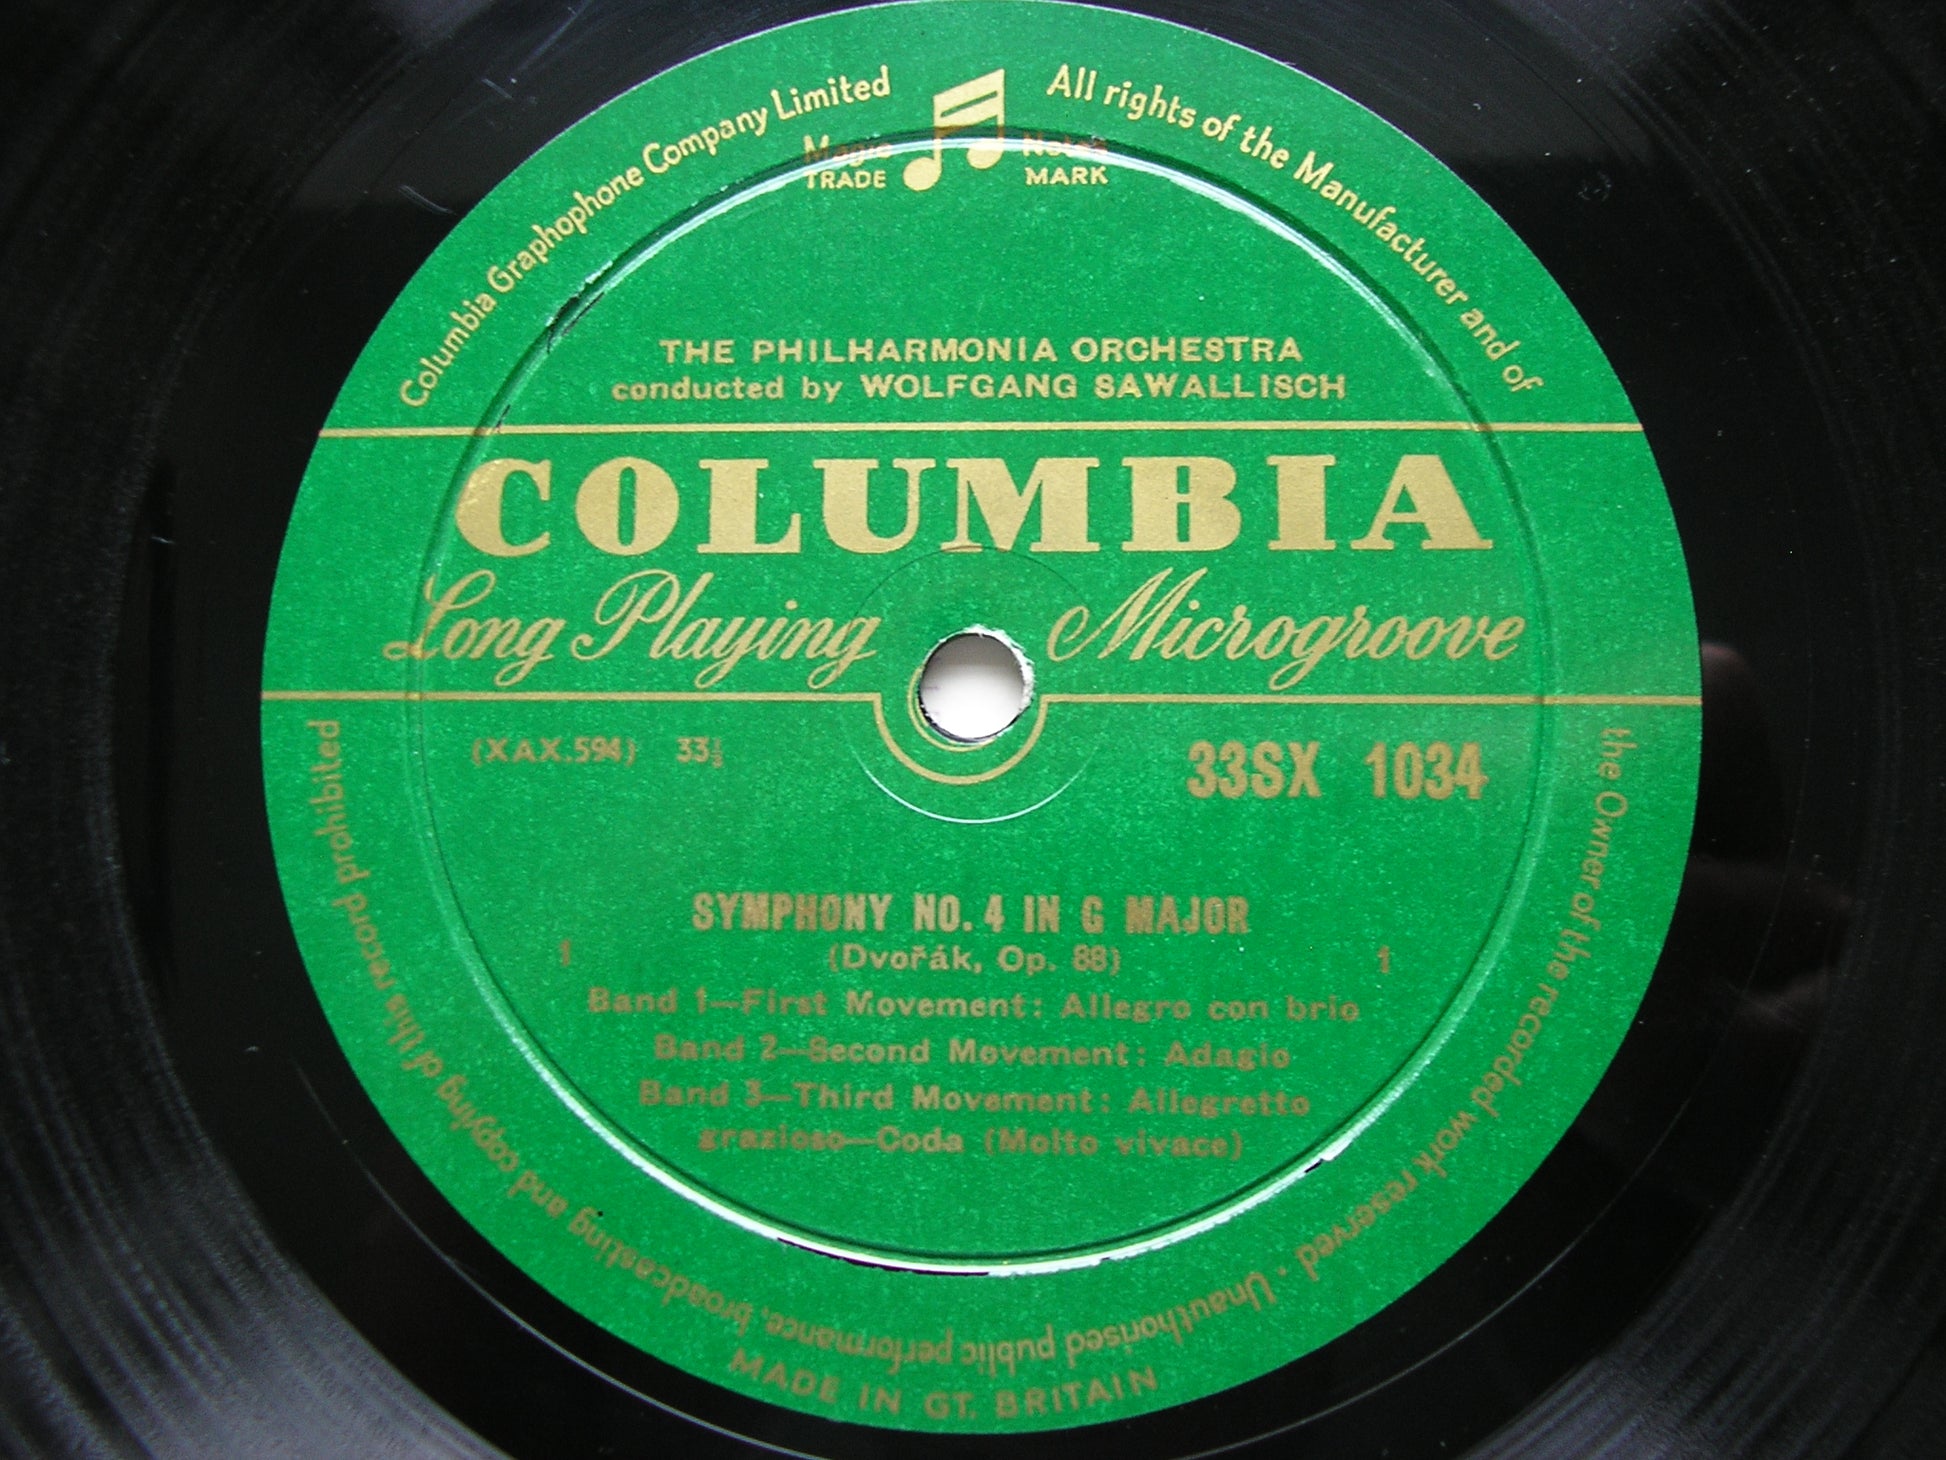 Columbia Graphophone Company Limited
All rights of the Manufacturer and of
the Owner of the recorded work reserved · Unauthorised public performance, broadcasting and copying of this record prohibited
Magic Notes
TRADE MARK
THE PHILHARMONIA ORCHESTRA
conducted by WOLFGANG SAWALLISCH
COLUMBIA
Long Playing Microgroove
(XAX.594) 33⅓
33SX 1034
SYMPHONY NO. 4 IN G MAJOR
1 (Dvořák, Op. 88) 1
Band 1—First Movement: Allegro con brio
Band 2—Second Movement: Adagio
Band 3—Third Movement: Allegretto
grazioso—Coda (Molto vivace)
MADE IN GT. BRITAIN